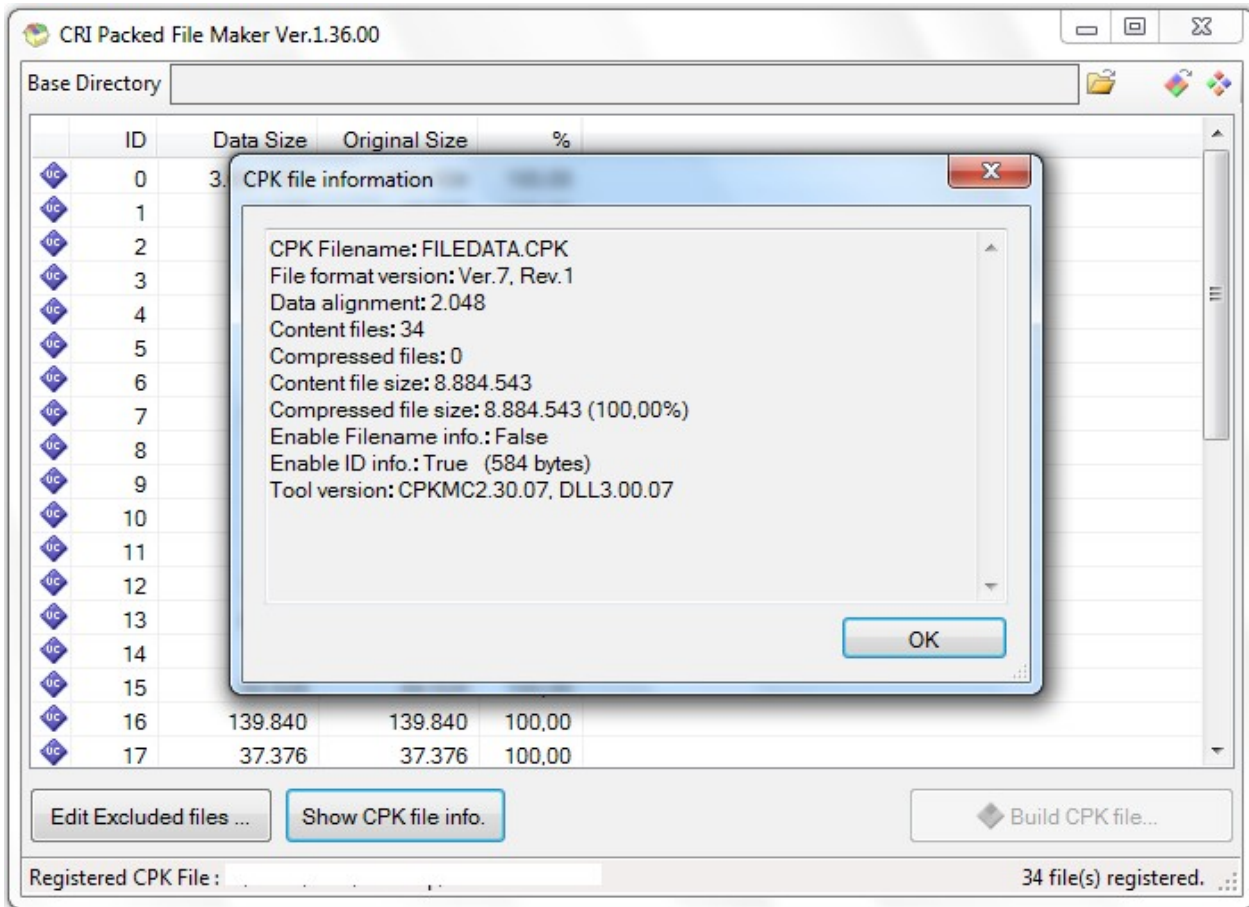 CRI Packed File Maker Ver.1.36.00
Base Directory
ID Data Size Original Size %
0 3.
CPK file information
1
2
3
4
5
6
7
8
9
10
11
12
13
14
15
CPK Filename: FILEDATA.CPK
File format version: Ver.7, Rev.1
Data alignment: 2.048
Content files: 34
Compressed files: 0
Content file size: 8.884.543
Compressed file size: 8.884.543 (100,00%)
Enable Filename info.: False
Enable ID info.: True (584 bytes)
Tool version: CPKMC2.30.07, DLL3.00.07
OK
16 139.840 139.840 100,00
17 37.376 37.376 100,00
Edit Excluded files ... Show CPK file info. Build CPK file...
Registered CPK File : 34 file(s) registered.